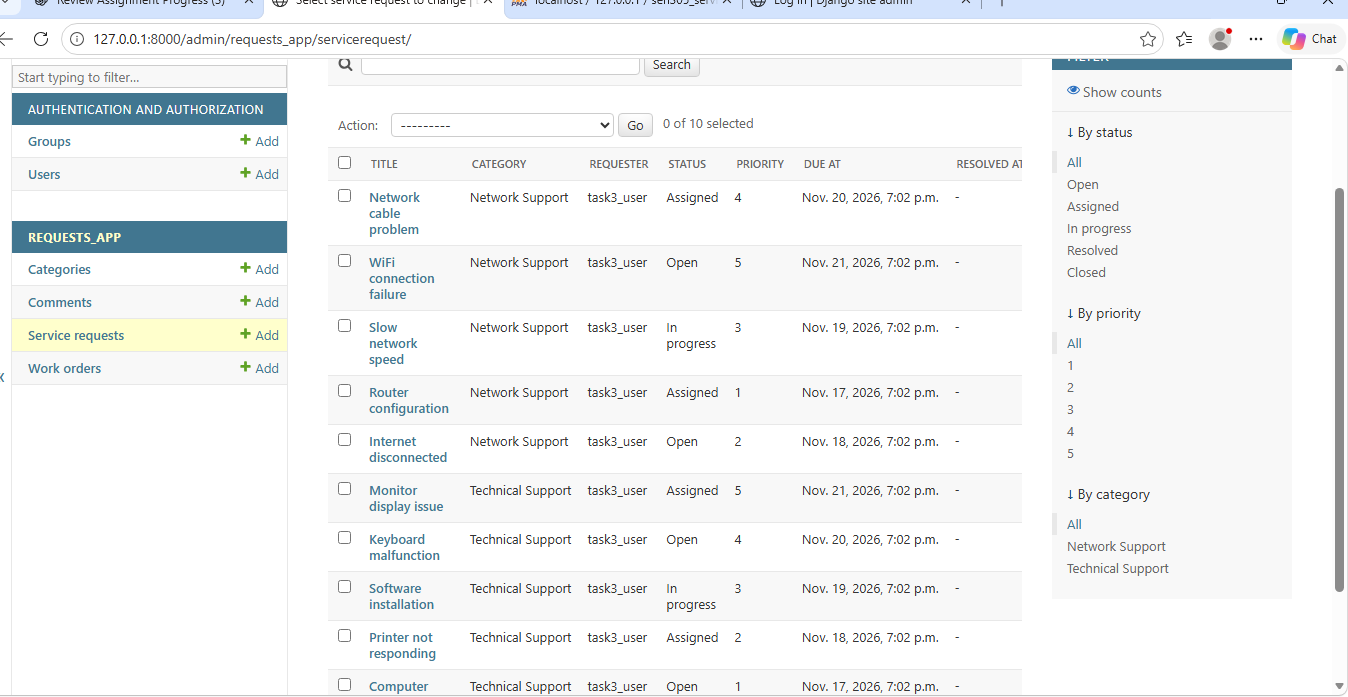 Review Assignment Progress (5)
Select service request to change |
localhost / 127.0.0.1 /
Log in | Django site admin
127.0.0.1:8000/admin/requests_app/servicerequest/
Chat
Start typing to filter...
AUTHENTICATION AND AUTHORIZATION
Groups + Add
Users + Add
REQUESTS_APP
Categories + Add
Comments + Add
Service requests + Add
Work orders + Add
Search
Action: --------- Go 0 of 10 selected
TITLE CATEGORY REQUESTER STATUS PRIORITY DUE AT RESOLVED AT
Network Network Support task3_user Assigned 4 Nov. 20, 2026, 7:02 p.m. -
cable
problem
WiFi Network Support task3_user Open 5 Nov. 21, 2026, 7:02 p.m. -
connection
failure
Slow Network Support task3_user In 3 Nov. 19, 2026, 7:02 p.m. -
network progress
speed
Router Network Support task3_user Assigned 1 Nov. 17, 2026, 7:02 p.m. -
configuration
Internet Network Support task3_user Open 2 Nov. 18, 2026, 7:02 p.m. -
disconnected
Monitor Technical Support task3_user Assigned 5 Nov. 21, 2026, 7:02 p.m. -
display issue
Keyboard Technical Support task3_user Open 4 Nov. 20, 2026, 7:02 p.m. -
malfunction
Software Technical Support task3_user In 3 Nov. 19, 2026, 7:02 p.m. -
installation progress
Printer not Technical Support task3_user Assigned 2 Nov. 18, 2026, 7:02 p.m. -
responding
Computer Technical Support task3_user Open 1 Nov. 17, 2026, 7:02 p.m. -
FILTER
Show counts
↓ By status
All
Open
Assigned
In progress
Resolved
Closed
↓ By priority
All
1
2
3
4
5
↓ By category
All
Network Support
Technical Support